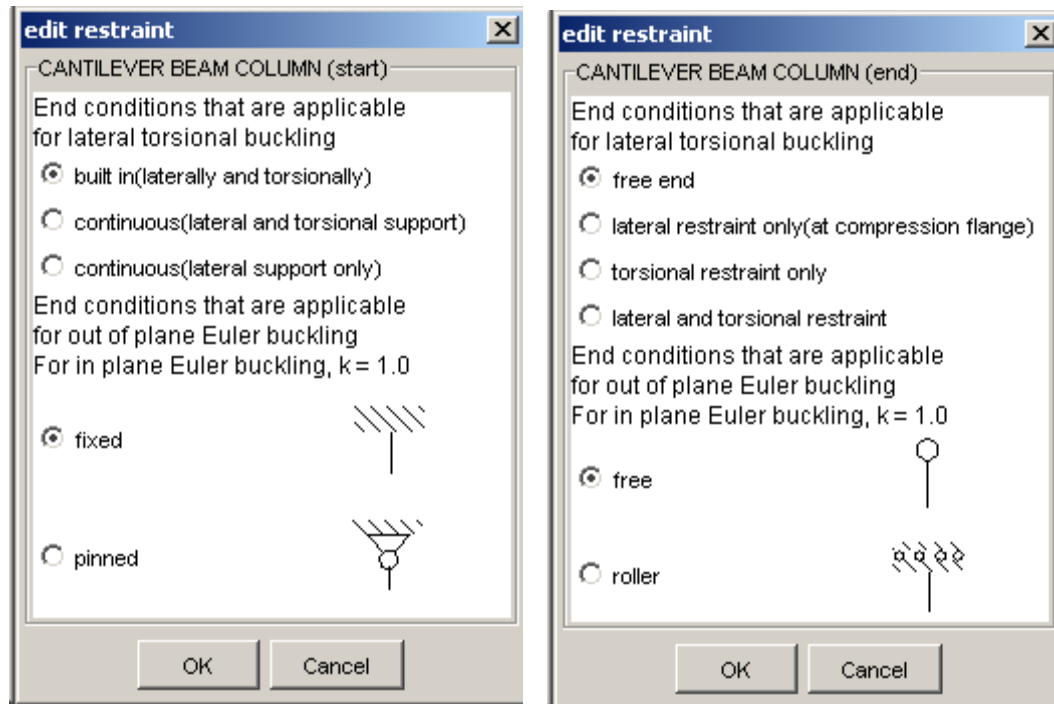 edit restraint
CANTILEVER BEAM COLUMN (start)
End conditions that are applicable
for lateral torsional buckling
built in(laterally and torsionally)
continuous(lateral and torsional support)
continuous(lateral support only)
End conditions that are applicable
for out of plane Euler buckling
For in plane Euler buckling, k = 1.0
fixed
pinned
OK
Cancel
edit restraint
CANTILEVER BEAM COLUMN (end)
End conditions that are applicable
for lateral torsional buckling
free end
lateral restraint only(at compression flange)
torsional restraint only
lateral and torsional restraint
End conditions that are applicable
for out of plane Euler buckling
For in plane Euler buckling, k = 1.0
free
roller
OK
Cancel